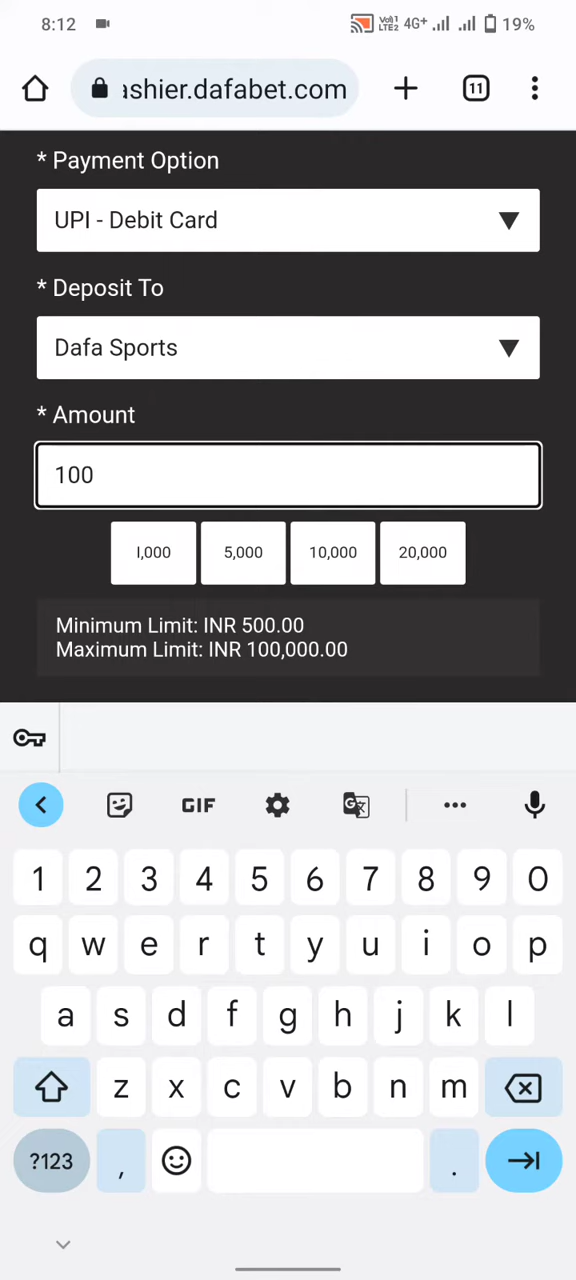 8:12
Vo)) 1 LTE2 4G+ 19%
ashier.dafabet.com
11
* Payment Option
UPI - Debit Card
* Deposit To
Dafa Sports
* Amount
100
1,000 5,000 10,000 20,000
Minimum Limit: INR 500.00
Maximum Limit: INR 100,000.00
GIF
1 2 3 4 5 6 7 8 9 0
q w e r t y u i o p
a s d f g h j k l
z x c v b n m
?123 , .